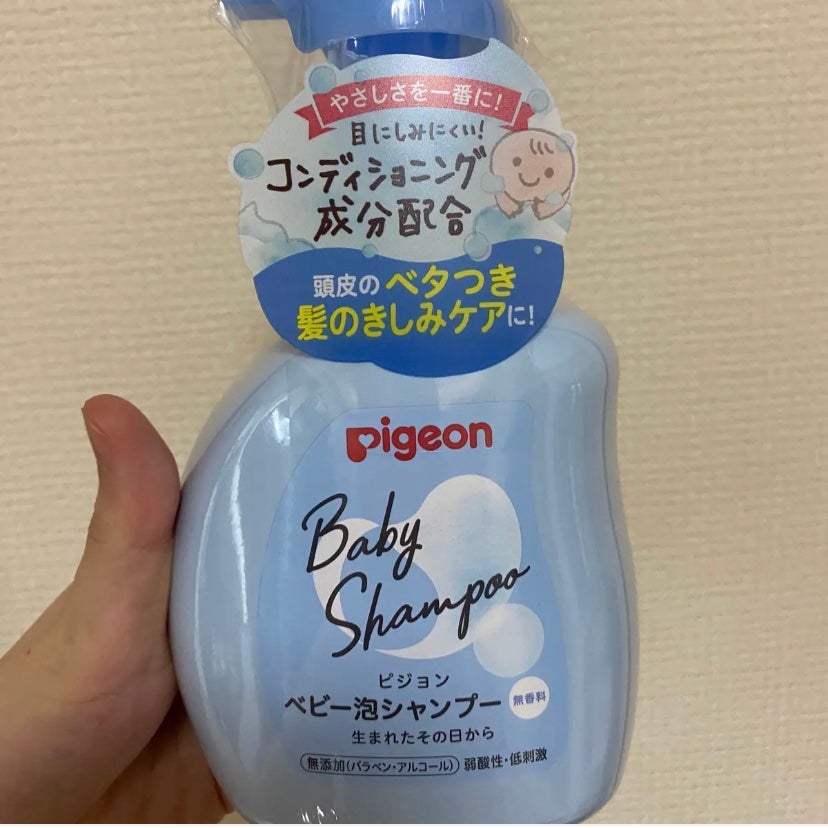 やさしさを一番に!
目にしみにくい!
コンディショニング
成分配合
頭皮のベタつき
髪のきしみケアに!
Pigeon
Baby
Shampoo
ピジョン
ベビー泡シャンプー 無香料
生まれたその日から
無添加(パラベン・アルコール) 弱酸性・低刺激